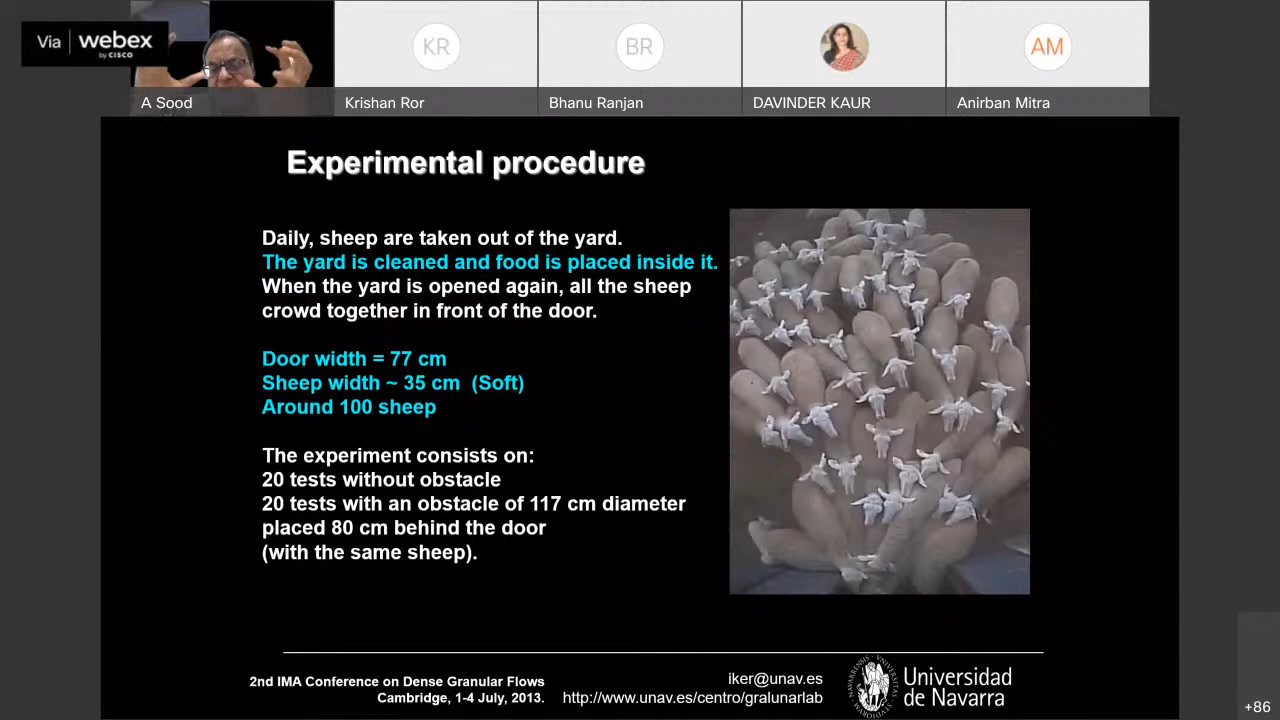 Via webex
by CISCO
KR
BR
AM
A Sood
Krishan Ror
Bhanu Ranjan
DAVINDER KAUR
Anirban Mitra
Experimental procedure
Daily, sheep are taken out of the yard.
The yard is cleaned and food is placed inside it.
When the yard is opened again, all the sheep
crowd together in front of the door.
Door width = 77 cm
Sheep width ~ 35 cm (Soft)
Around 100 sheep
The experiment consists on:
20 tests without obstacle
20 tests with an obstacle of 117 cm diameter
placed 80 cm behind the door
(with the same sheep).
2nd IMA Conference on Dense Granular Flows
Cambridge, 1-4 July, 2013.
iker@unav.es
http://www.unav.es/centro/gralunarlab
Universidad
de Navarra
+86